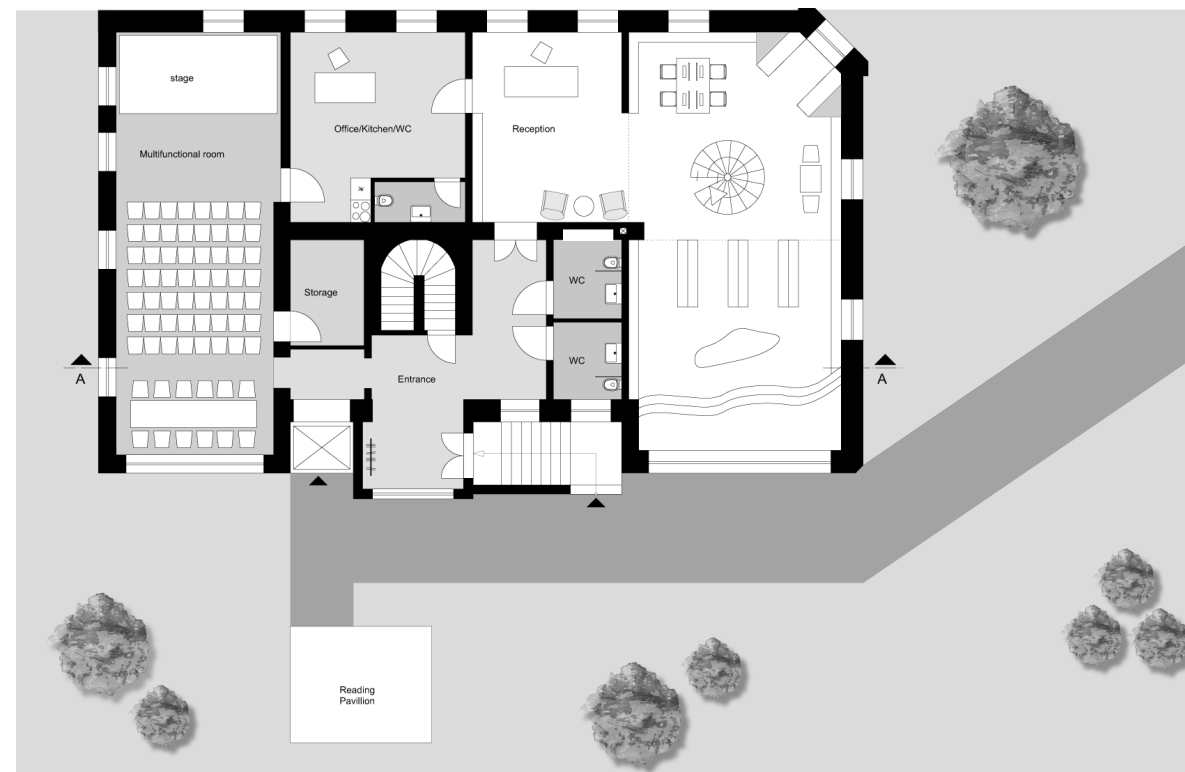 stage
Office/Kitchen/WC
Reception
Multifunctional room
WC
Storage
WC
A
Entrance
A
Reading
Pavillion